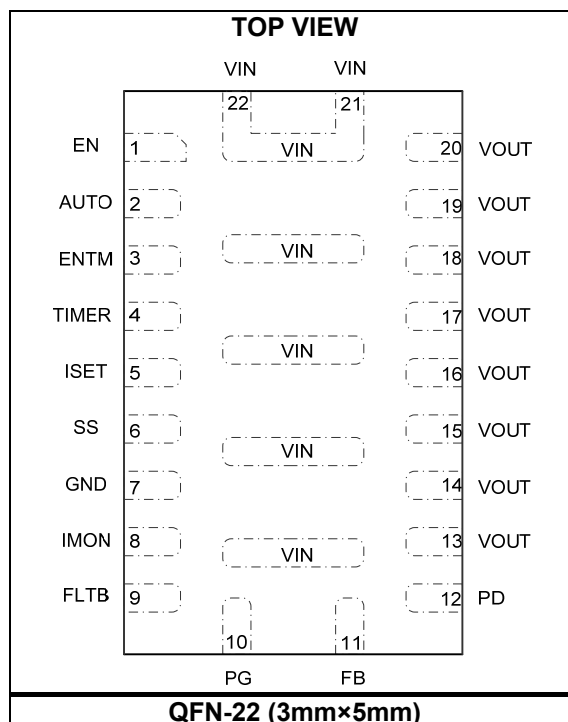 TOP VIEW
VIN VIN
22 21
EN 1 VIN 20 VOUT
AUTO 2 19 VOUT
ENTM 3 VIN 18 VOUT
TIMER 4 17 VOUT
VIN
ISET 5 16 VOUT
SS 6 15 VOUT
VIN
GND 7 14 VOUT
IMON 8 13 VOUT
VIN
FLTB 9 12 PD
10 11
PG FB
QFN-22 (3mm×5mm)